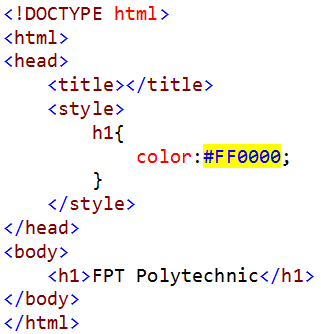 <!DOCTYPE html>
<html>
<head>
    <title></title>
    <style>
        h1{
            color:#FF0000;
        }
    </style>
</head>
<body>
    <h1>FPT Polytechnic</h1>
</body>
</html>